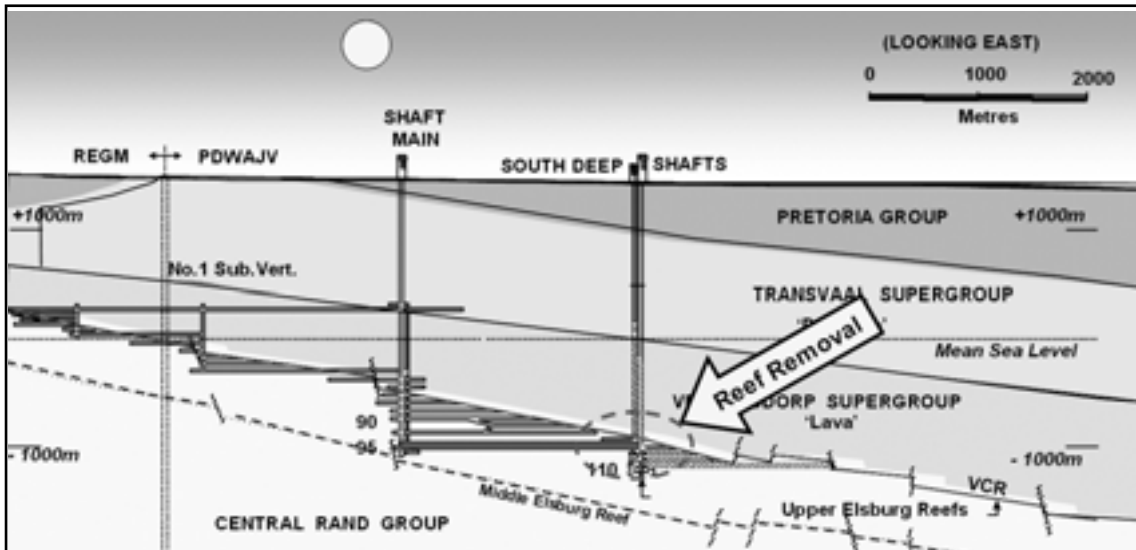 (LOOKING EAST)
0 1000 2000
Metres
SHAFT
MAIN
REGM PDWAJV
SOUTH DEEP SHAFTS
PRETORIA GROUP
+1000m +1000m
No.1 Sub.Vert.
TRANSVAAL SUPERGROUP
Mean Sea Level
Reef Removal
SUPERGROUP
"Lava"
90
95
110
- 1000m - 1000m
VCR
Middle Elsburg Reef
Upper Elsburg Reefs
CENTRAL RAND GROUP